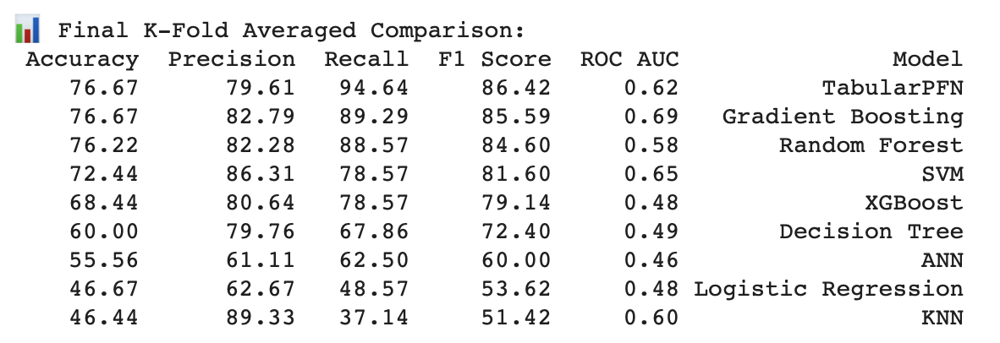 📊 Final K-Fold Averaged Comparison:
Accuracy Precision Recall F1 Score ROC AUC Model
76.67 79.61 94.64 86.42 0.62 TabularPFN
76.67 82.79 89.29 85.59 0.69 Gradient Boosting
76.22 82.28 88.57 84.60 0.58 Random Forest
72.44 86.31 78.57 81.60 0.65 SVM
68.44 80.64 78.57 79.14 0.48 XGBoost
60.00 79.76 67.86 72.40 0.49 Decision Tree
55.56 61.11 62.50 60.00 0.46 ANN
46.67 62.67 48.57 53.62 0.48 Logistic Regression
46.44 89.33 37.14 51.42 0.60 KNN